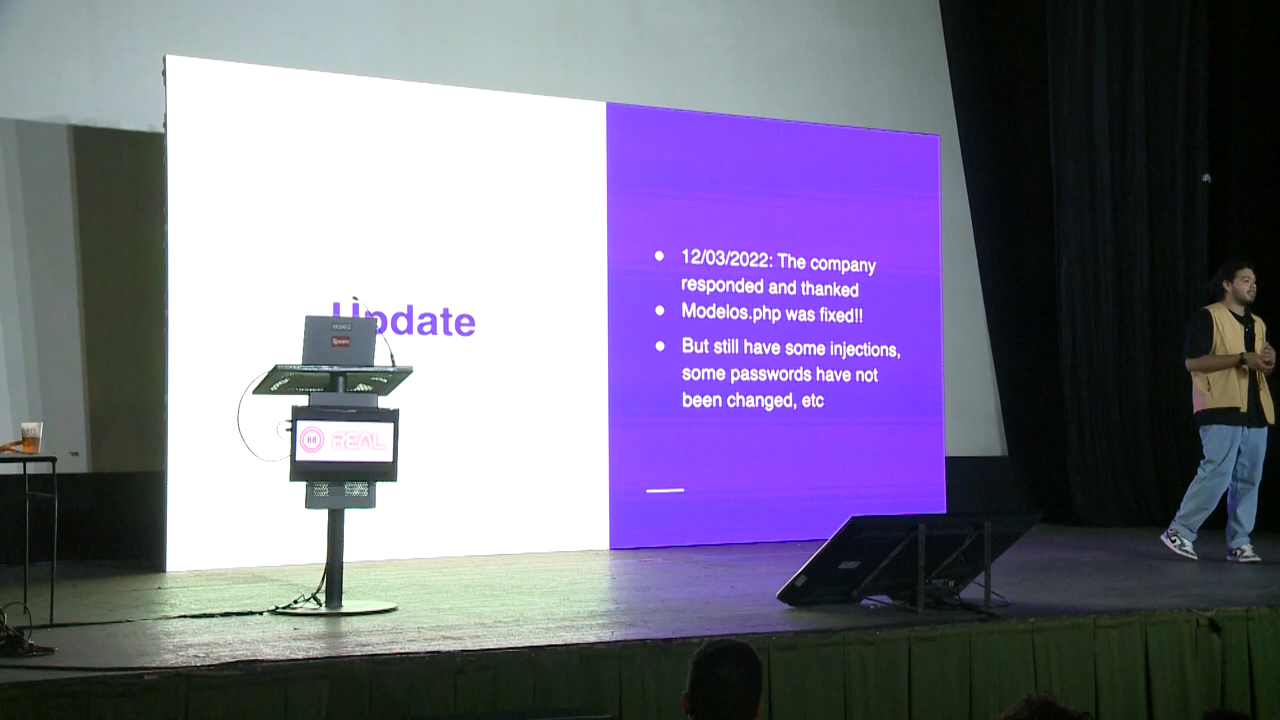 Update
12/03/2022: The company
responded and thanked
Modelos.php was fixed!!
But still have some injections,
some passwords have not
been changed, etc
88
REAL